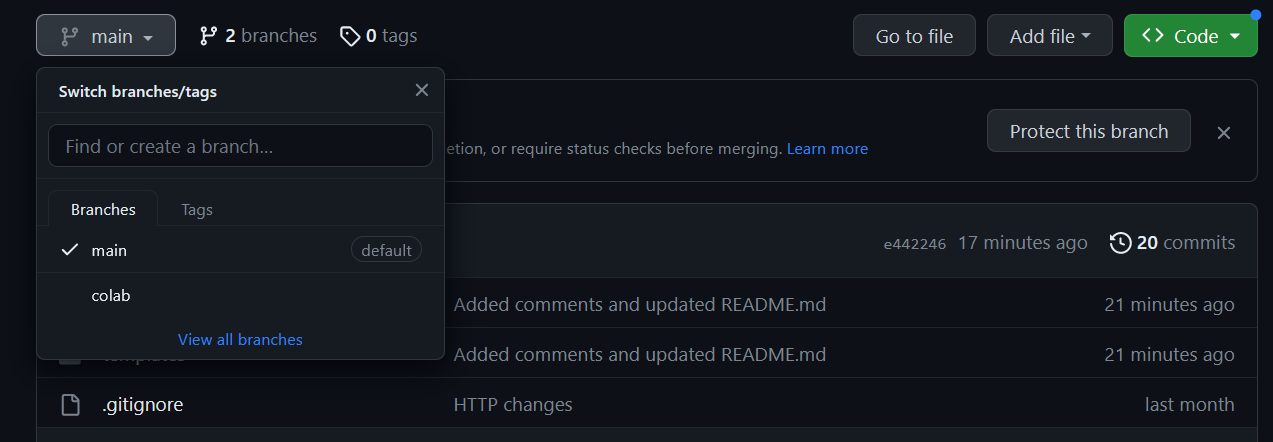 main
2 branches
0 tags
Go to file
Add file
Code
Switch branches/tags
Find or create a branch...
etion, or require status checks before merging. Learn more
Protect this branch
Branches
Tags
main
default
e442246 17 minutes ago
20 commits
colab
Added comments and updated README.md
21 minutes ago
View all branches
Added comments and updated README.md
21 minutes ago
.gitignore
HTTP changes
last month